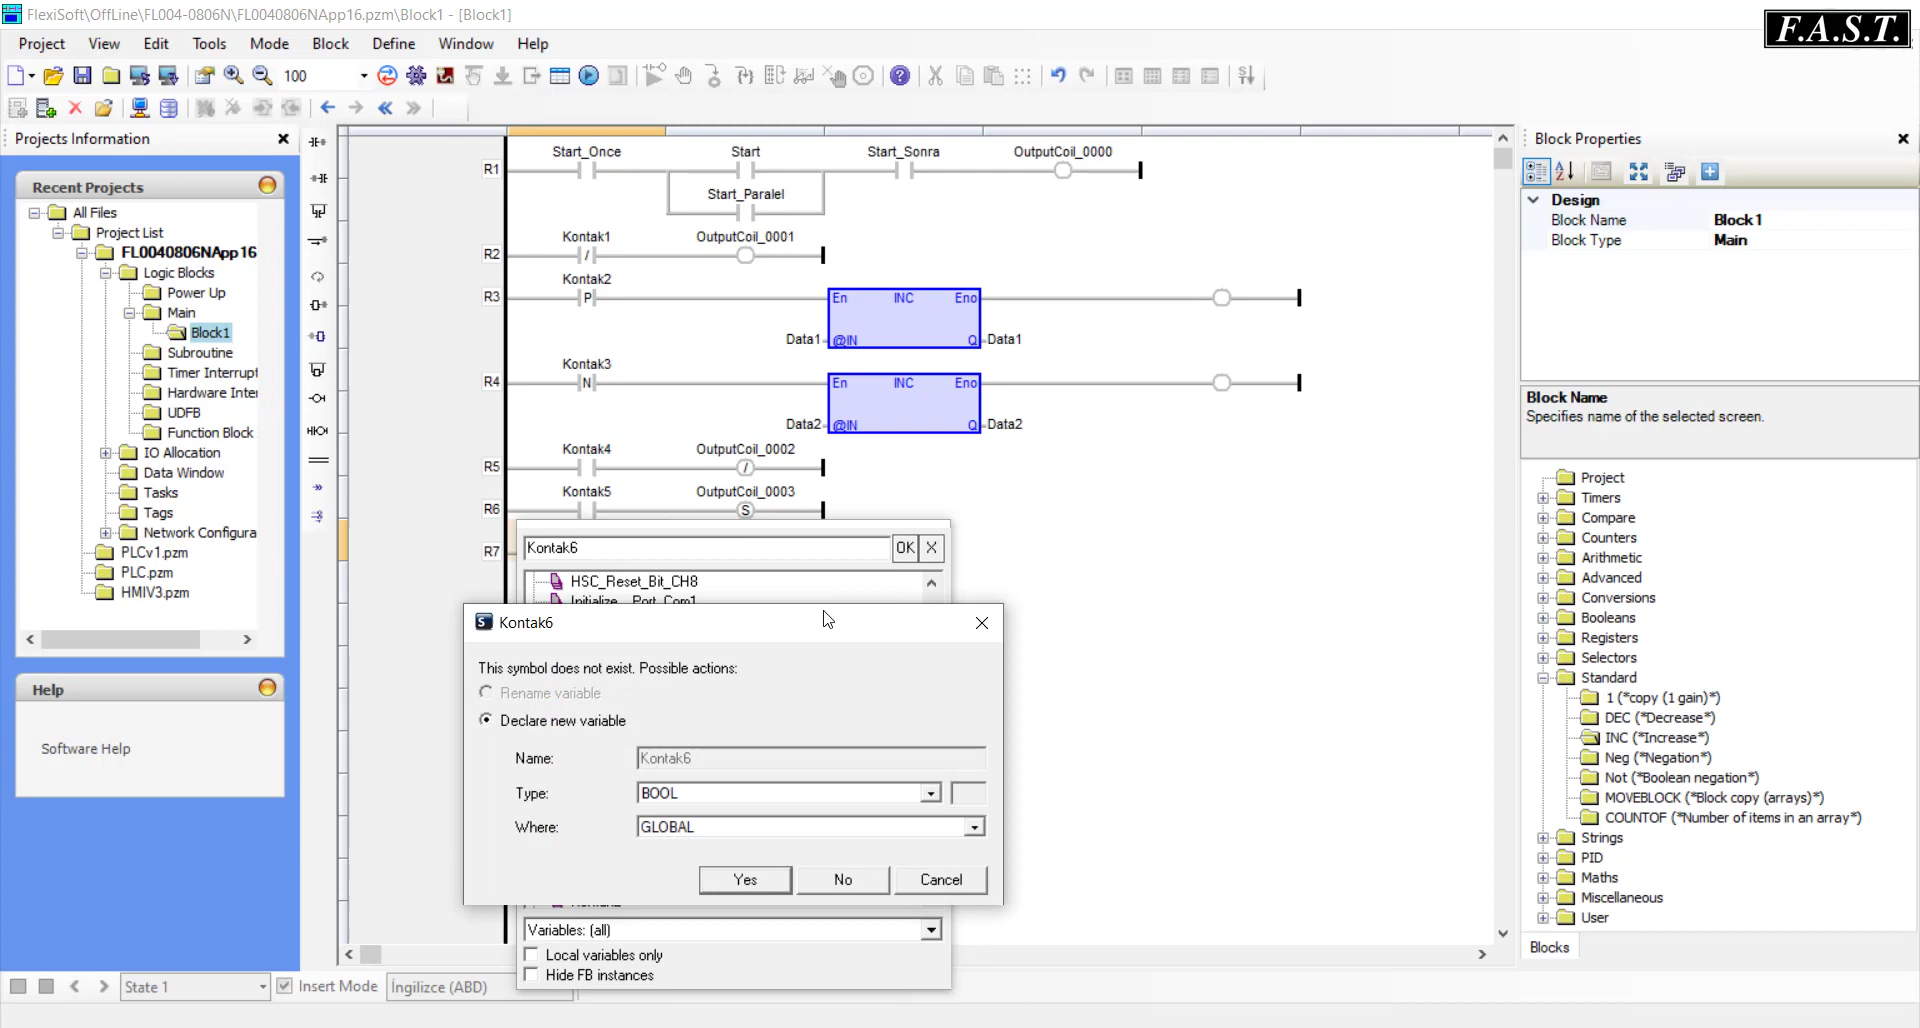 FlexiSoft\OffLine\FL004-0806N\FL0040806NApp16.pzm\Block1 - [Block1]
F.A.S.T.
Project View Edit Tools Mode Block Define Window Help
100
Projects Information
Recent Projects
All Files
Project List
FL0040806NApp16
Logic Blocks
Power Up
Main
Block1
Subroutine
Timer Interrupt
Hardware Inter
UDFB
Function Block
IO Allocation
Data Window
Tasks
Tags
Network Configura
PLCv1.pzm
PLC.pzm
HMIV3.pzm
Help
Software Help
Start_Once Start Start_Sonra OutputCoil_0000
R1
Start_Paralel
Kontak1 OutputCoil_0001
R2 /
Kontak2
R3 P En INC Eno
Data1 @IN Q Data1
Kontak3
R4 N En INC Eno
Data2 @IN Q Data2
Kontak4 OutputCoil_0002
R5 /
Kontak5 OutputCoil_0003
R6 S
R7
Kontak6 OK X
HSC_Reset_Bit_CH8
Initialize__Port_Com1
Kontak6
This symbol does not exist. Possible actions:
Rename variable
Declare new variable
Name: Kontak6
Type: BOOL
Where: GLOBAL
Yes No Cancel
Variables: (all)
Local variables only
Hide FB instances
State 1 Insert Mode İngilizce (ABD)
Block Properties
Design
Block Name Block1
Block Type Main
Block Name
Specifies name of the selected screen.
Project
Timers
Compare
Counters
Arithmetic
Advanced
Conversions
Booleans
Registers
Selectors
Standard
1 (*copy (1 gain)*)
DEC (*Decrease*)
INC (*Increase*)
Neg (*Negation*)
Not (*Boolean negation*)
MOVEBLOCK (*Block copy (arrays)*)
COUNTOF (*Number of items in an array*)
Strings
PID
Maths
Miscellaneous
User
Blocks